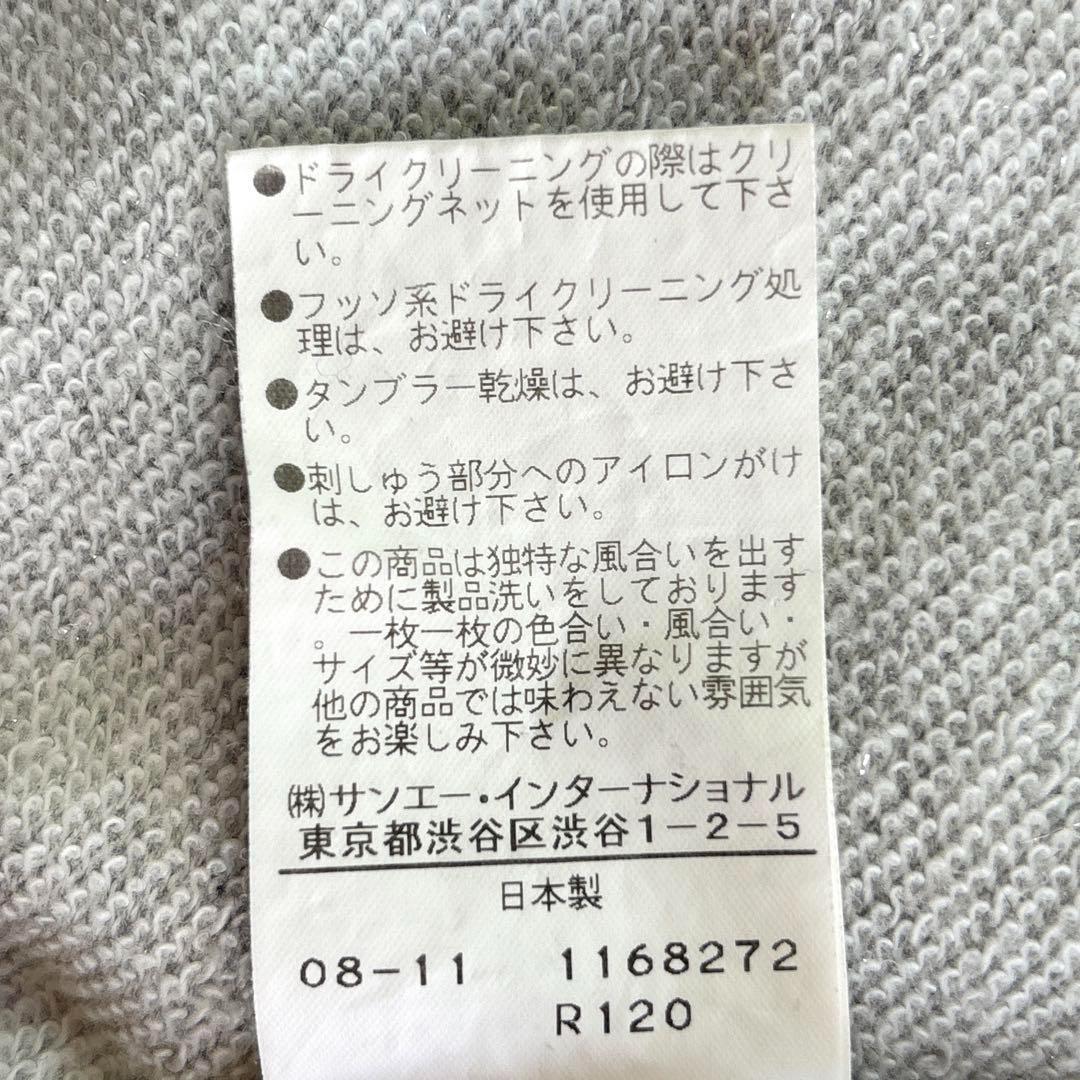 ●ドライクリーニングの際はクリ
ーニングネットを使用して下さ
い。
●フッソ系ドライクリーニング処
理は、お避け下さい。
●タンブラー乾燥は、お避け下さ
い。
●刺しゅう部分へのアイロンがけ
は、お避け下さい。
●この商品は独特な風合いを出す
ために製品洗いをしております
。一枚一枚の色合い・風合い・
サイズ等が微妙に異なりますが
他の商品では味わえない雰囲気
をお楽しみ下さい。
㈱サンエー・インターナショナル
東京都渋谷区渋谷1-2-5
日本製
08-11 1168272
R120